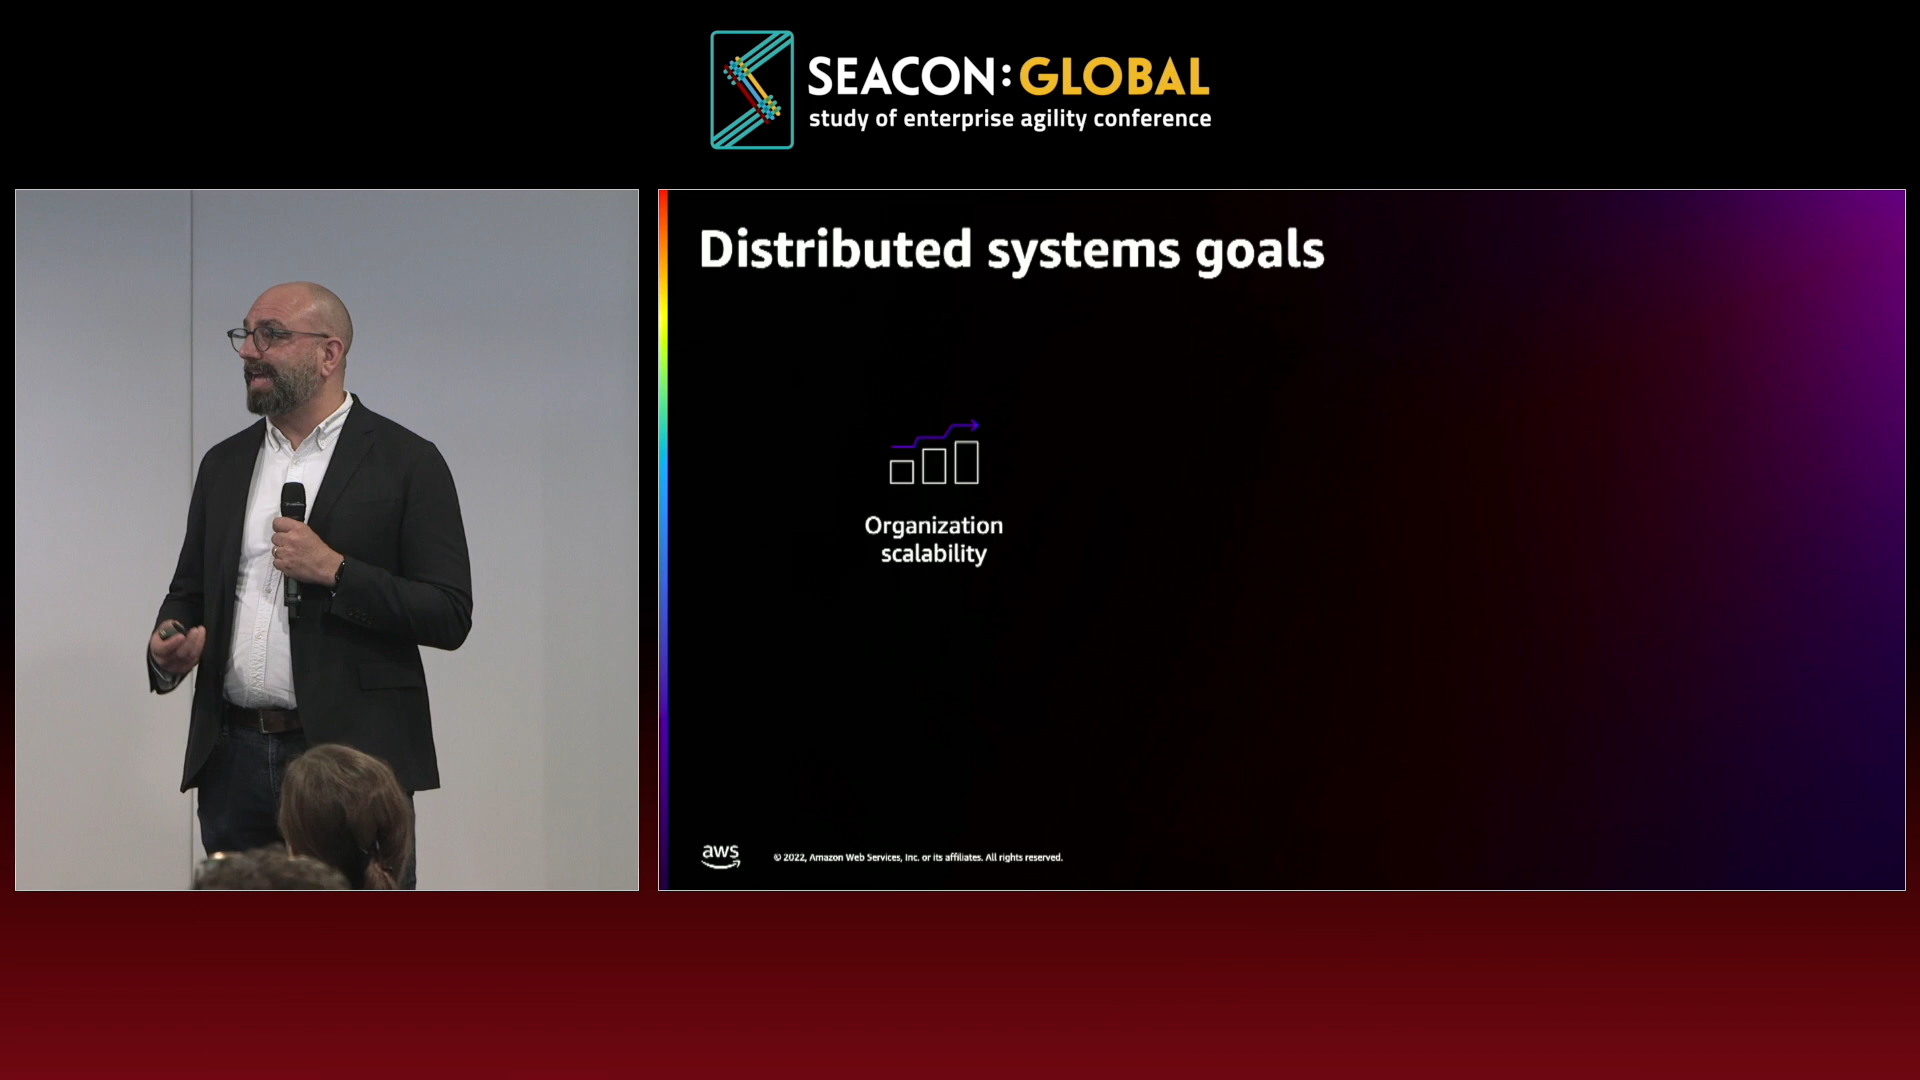 SEACON:GLOBAL
study of enterprise agility conference
Distributed systems goals
Organization
scalability
aws
© 2022, Amazon Web Services, Inc. or its affiliates. All rights reserved.